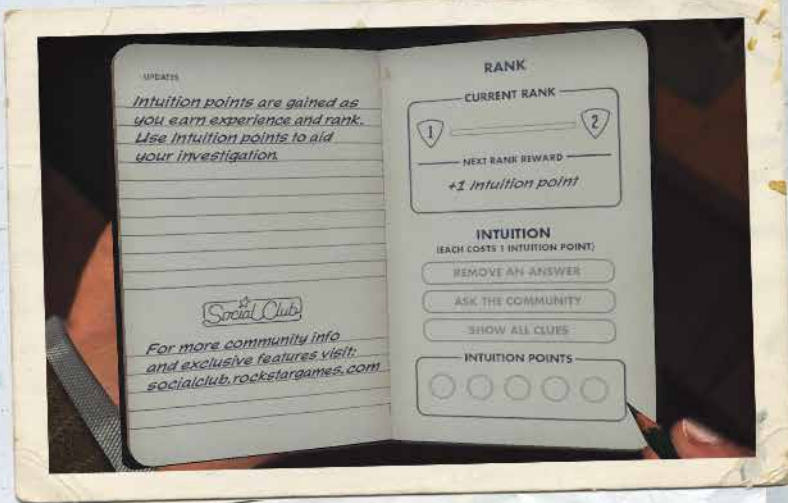 UPDATES
Intuition points are gained as
you earn experience and rank.
Use Intuition points to aid
your investigation.
Social Club
For more community info
and exclusive features visit:
socialclub.rockstargames.com
RANK
CURRENT RANK
1 2
NEXT RANK REWARD
+1 Intuition point
INTUITION
(EACH COSTS 1 INTUITION POINT)
REMOVE AN ANSWER
ASK THE COMMUNITY
SHOW ALL CLUES
INTUITION POINTS